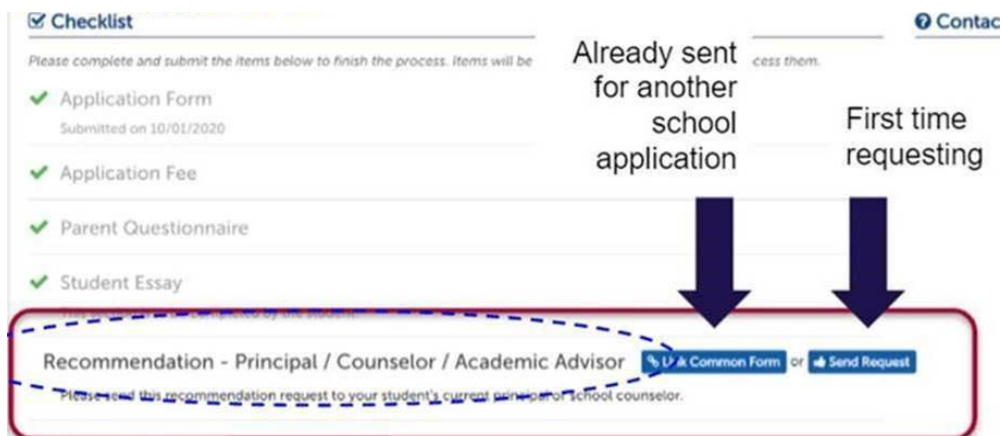 Checklist
Contac
Please complete and submit the items below to finish the process. Items will be
cess them.
Already sent
for another
school
application
First time
requesting
Application Form
Submitted on 10/01/2020
Application Fee
Parent Questionnaire
Student Essay
Recommendation - Principal / Counselor / Academic Advisor
Link Common Form or Send Request
Please send this recommendation request to your student's current principal or school counselor.